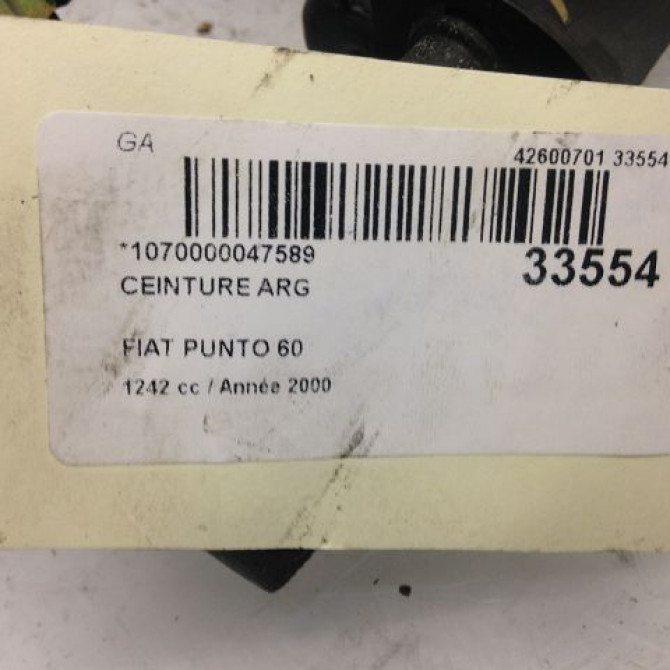 GA
42600701 33554
*1070000047589
33554
CEINTURE ARG
FIAT PUNTO 60
1242 cc / Année 2000